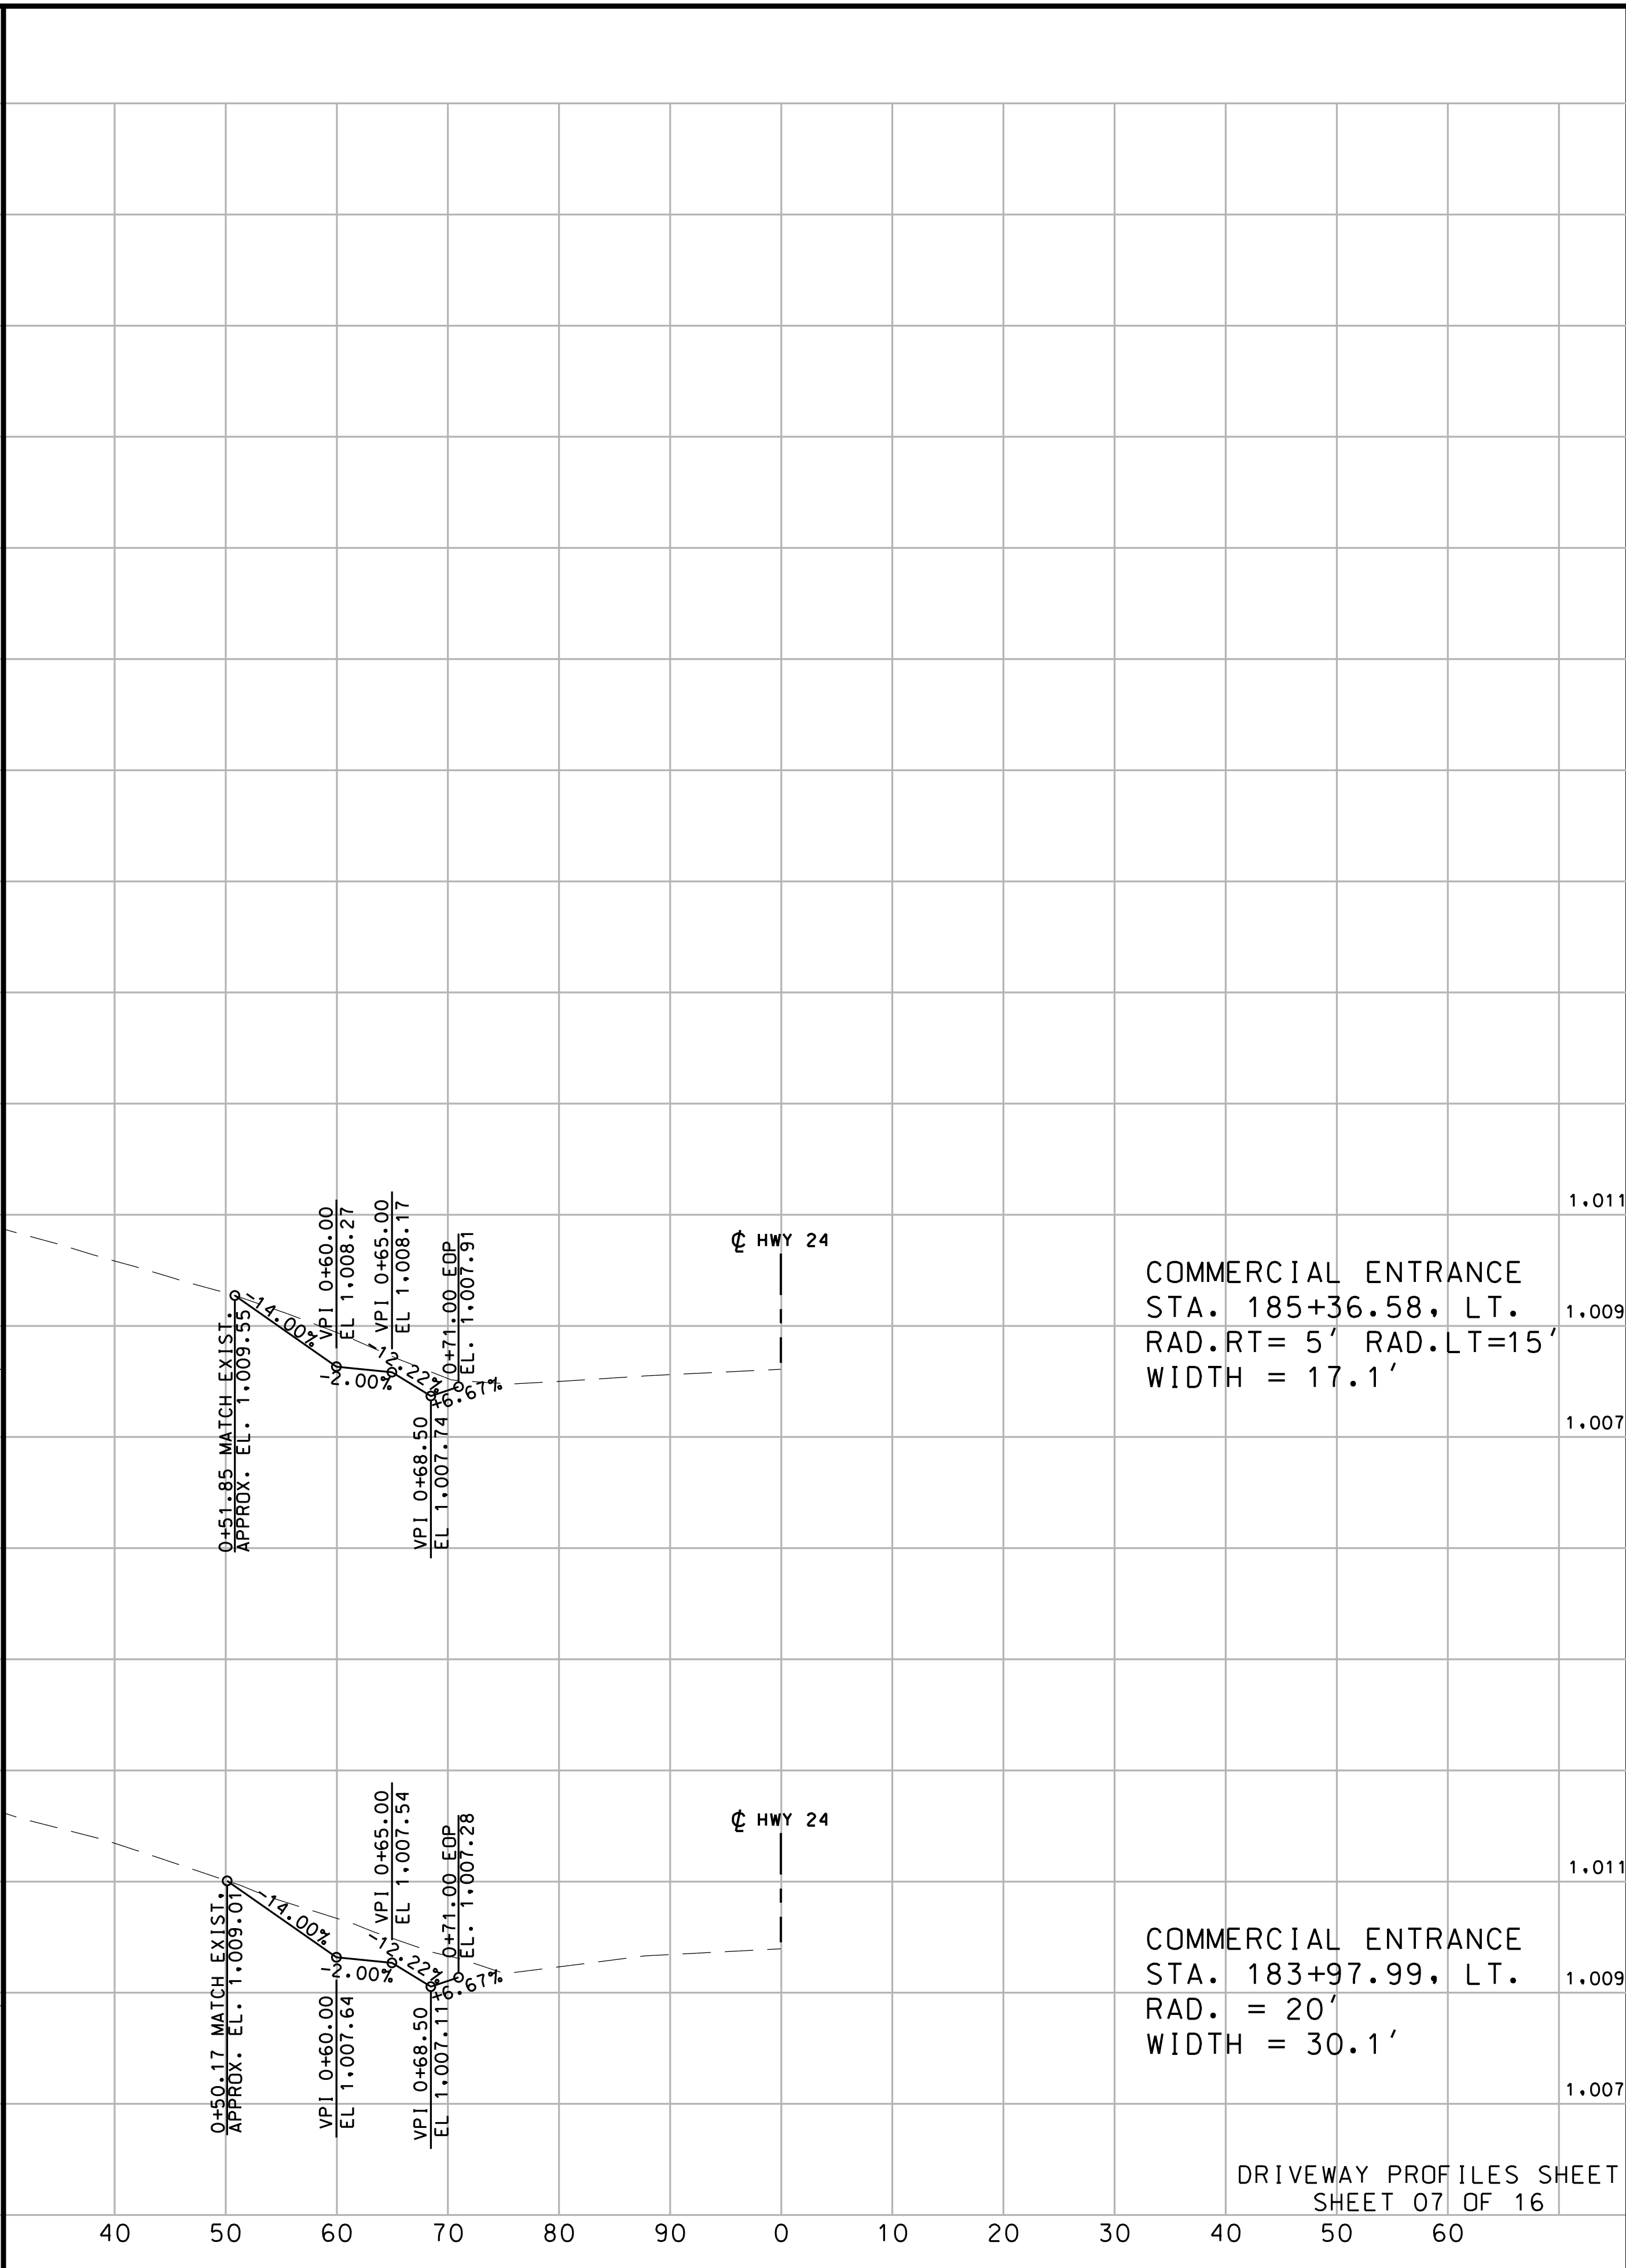 1,011
VPI 0+60.00
EL 1,008.27
VPI 0+65.00
EL 1,008.17
0+71.00 EOP
EL. 1,007.91
℄ HWY 24
COMMERCIAL ENTRANCE
STA. 185+36.58, LT.
RAD.RT= 5' RAD.LT=15'
WIDTH = 17.1'
1,009
-14.00%
-2.00%
-12.22%
+6.67%
0+51.85 MATCH EXIST.
APPROX. EL. 1,009.55
VPI 0+68.50
EL 1,007.74
1,007
VPI 0+65.00
EL 1,007.54
0+71.00 EOP
EL. 1,007.28
℄ HWY 24
1,011
-14.00%
-2.00%
-12.22%
+6.67%
COMMERCIAL ENTRANCE
STA. 183+97.99, LT.
RAD. = 20'
WIDTH = 30.1'
1,009
0+50.17 MATCH EXIST.
APPROX. EL. 1,009.01
VPI 0+60.00
EL 1,007.64
VPI 0+68.50
EL 1,007.11
1,007
DRIVEWAY PROFILES SHEET
SHEET 07 OF 16
40 50 60 70 80 90 0 10 20 30 40 50 60